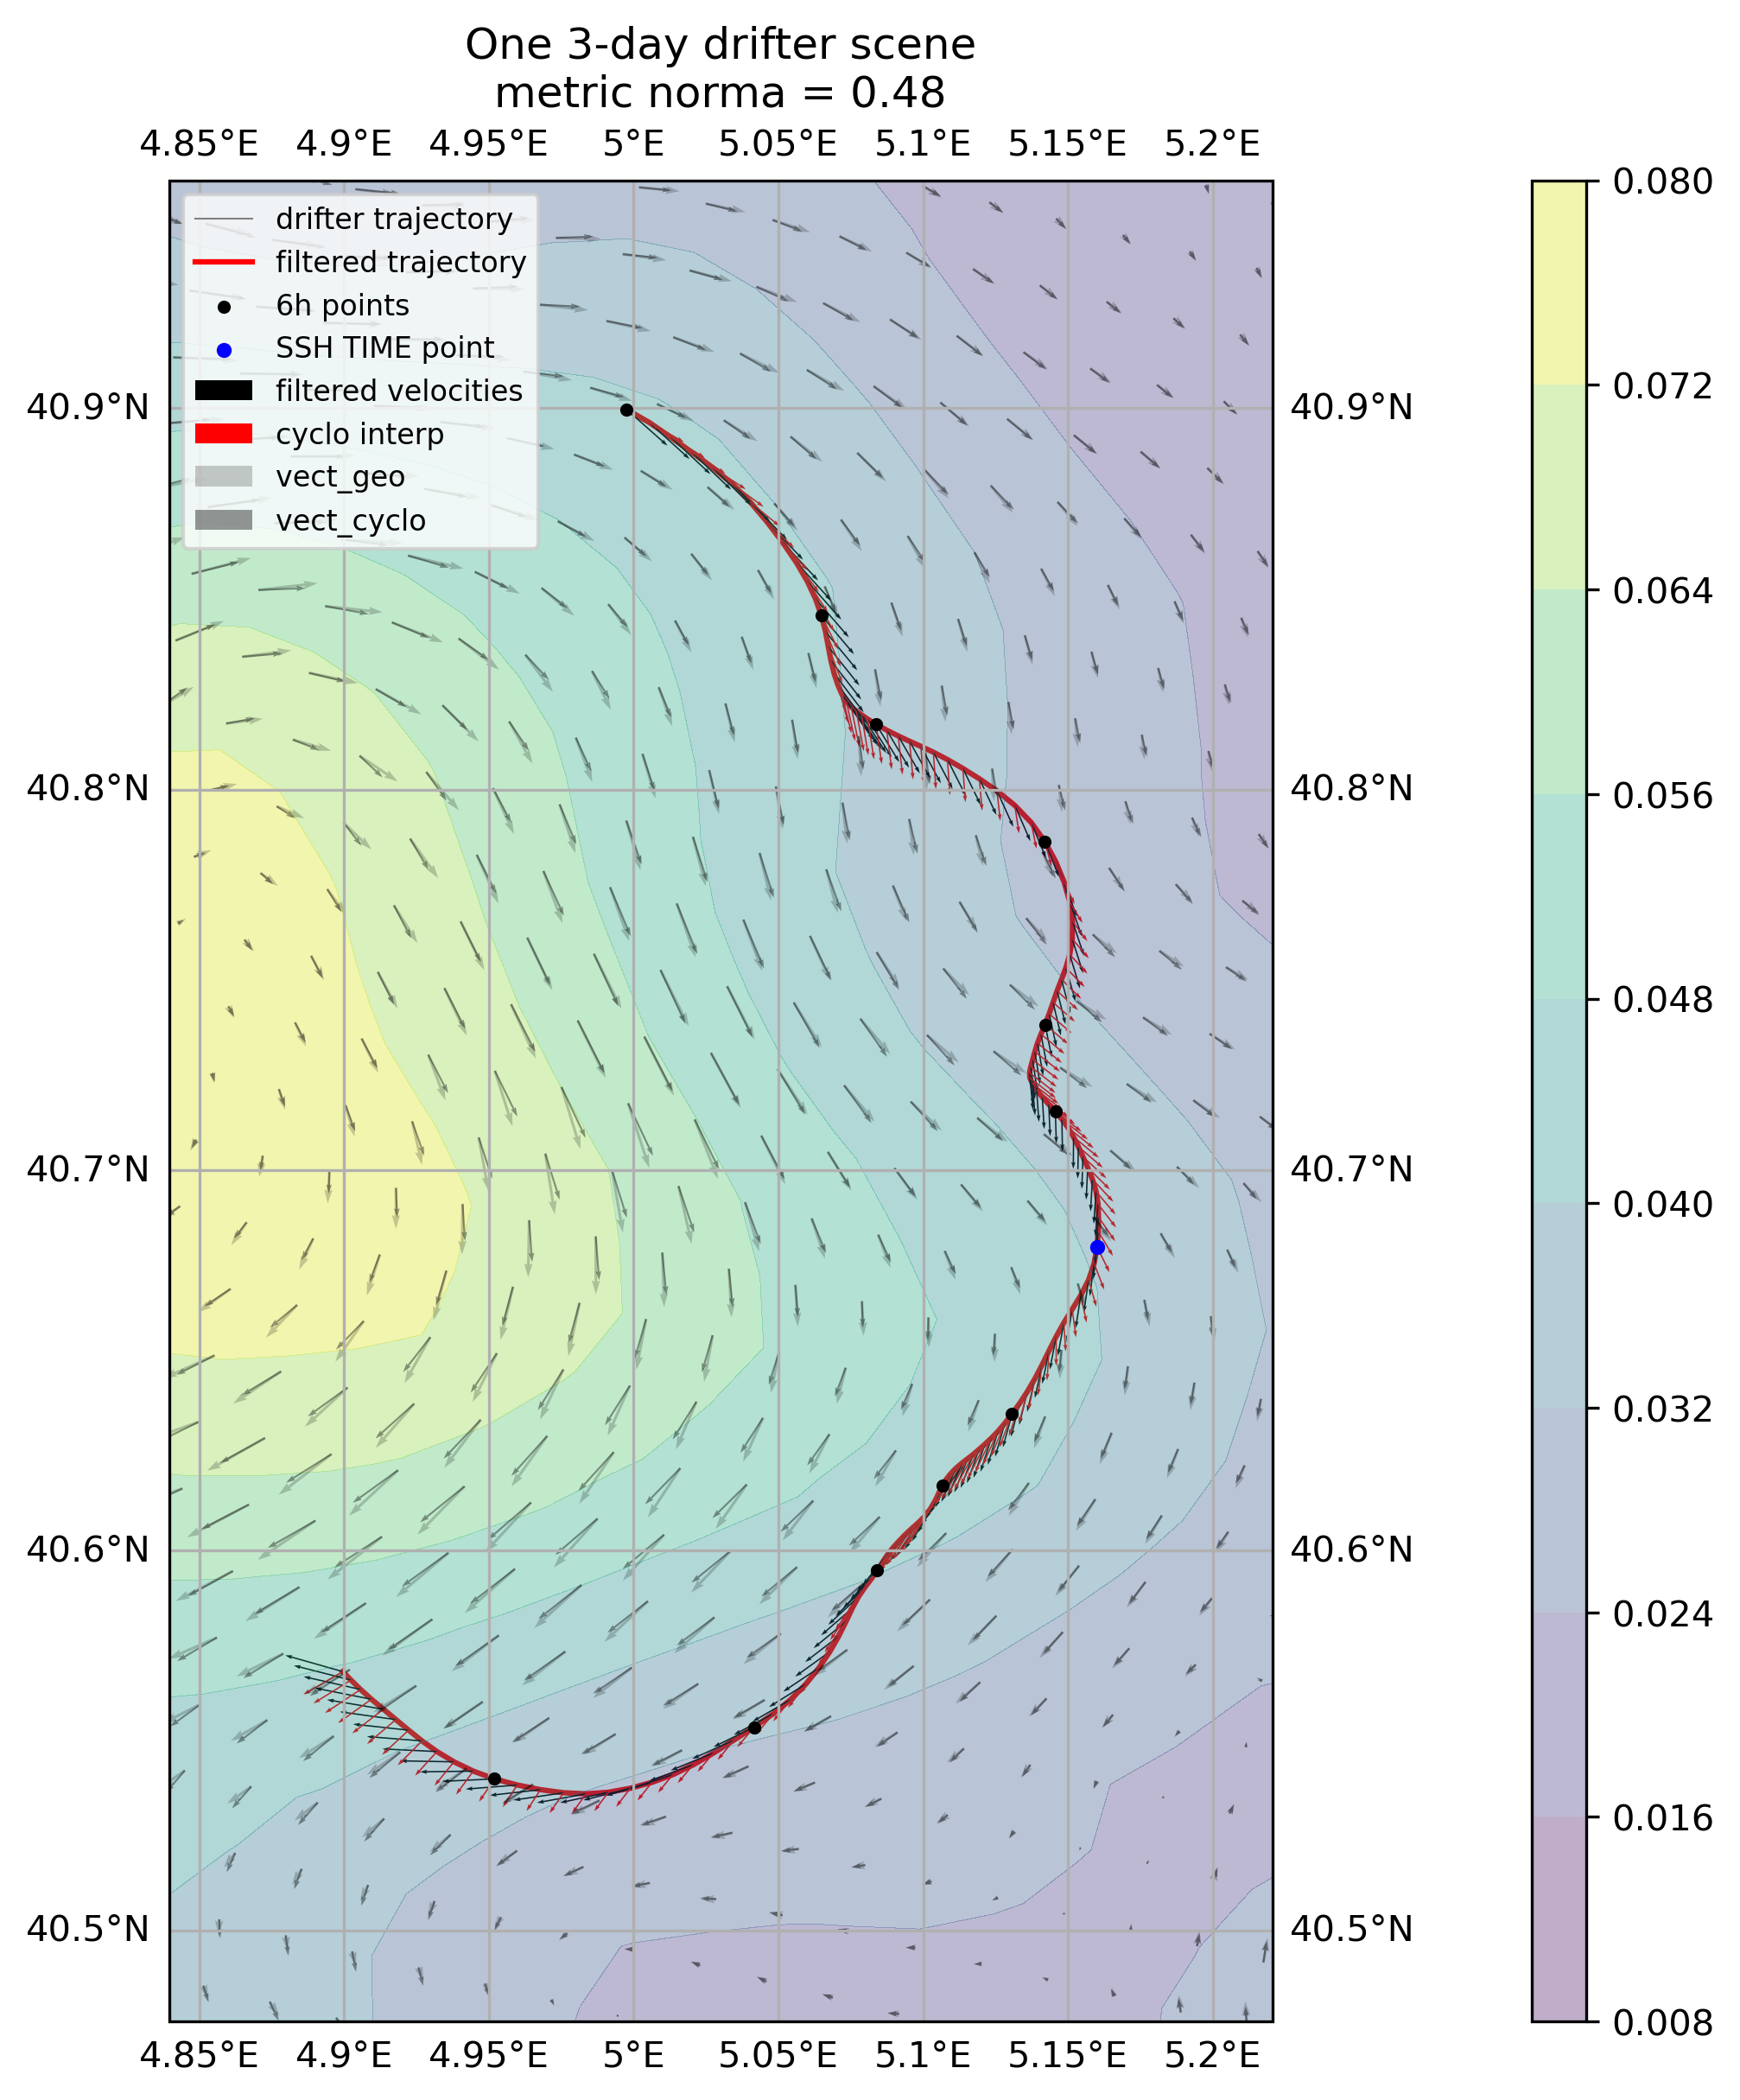 One 3-day drifter scene
metric norma = 0.48
4.85°E 4.9°E 4.95°E 5°E 5.05°E 5.1°E 5.15°E 5.2°E
drifter trajectory
filtered trajectory
6h points
SSH TIME point
filtered velocities
cyclo interp
vect_geo
vect_cyclo
40.9°N 40.9°N
40.8°N 40.8°N
40.7°N 40.7°N
40.6°N 40.6°N
40.5°N 40.5°N
4.85°E 4.9°E 4.95°E 5°E 5.05°E 5.1°E 5.15°E 5.2°E
0.080
0.072
0.064
0.056
0.048
0.040
0.032
0.024
0.016
0.008